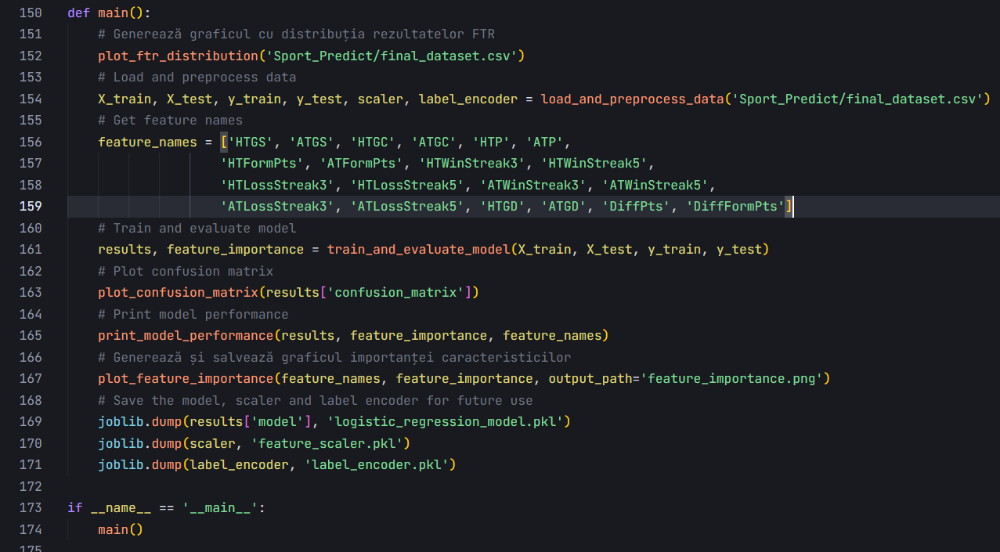 150 def main():
151     # Generează graficul cu distribuția rezultatelor FTR
152     plot_ftr_distribution('Sport_Predict/final_dataset.csv')
153     # Load and preprocess data
154     X_train, X_test, y_train, y_test, scaler, label_encoder = load_and_preprocess_data('Sport_Predict/final_dataset.csv')
155     # Get feature names
156     feature_names = ['HTGS', 'ATGS', 'HTGC', 'ATGC', 'HTP', 'ATP',
157                     'HTFormPts', 'ATFormPts', 'HTWinStreak3', 'HTWinStreak5',
158                     'HTLossStreak3', 'HTLossStreak5', 'ATWinStreak3', 'ATWinStreak5',
159                     'ATLossStreak3', 'ATLossStreak5', 'HTGD', 'ATGD', 'DiffPts', 'DiffFormPts']
160     # Train and evaluate model
161     results, feature_importance = train_and_evaluate_model(X_train, X_test, y_train, y_test)
162     # Plot confusion matrix
163     plot_confusion_matrix(results['confusion_matrix'])
164     # Print model performance
165     print_model_performance(results, feature_importance, feature_names)
166     # Generează și salvează graficul importanței caracteristicilor
167     plot_feature_importance(feature_names, feature_importance, output_path='feature_importance.png')
168     # Save the model, scaler and label encoder for future use
169     joblib.dump(results['model'], 'logistic_regression_model.pkl')
170     joblib.dump(scaler, 'feature_scaler.pkl')
171     joblib.dump(label_encoder, 'label_encoder.pkl')
172
173 if __name__ == '__main__':
174     main()
175